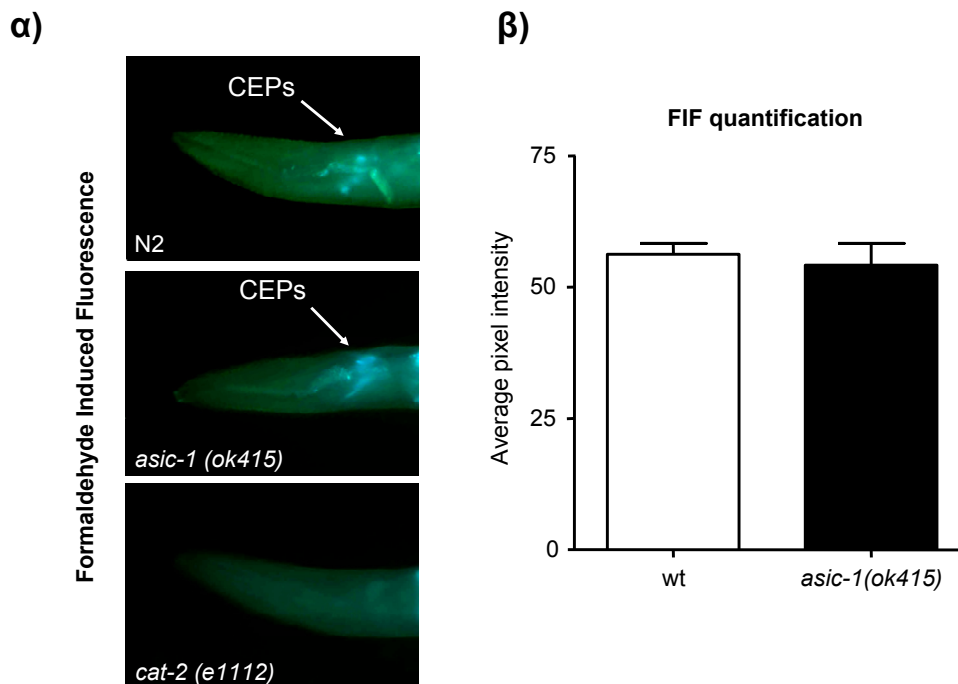 α)
Formaldehyde Induced Fluorescence
CEPs
N2
CEPs
asic-1 (ok415)
cat-2 (e1112)
β)
FIF quantification
Average pixel intensity
75
50
25
0
wt
asic-1(ok415)